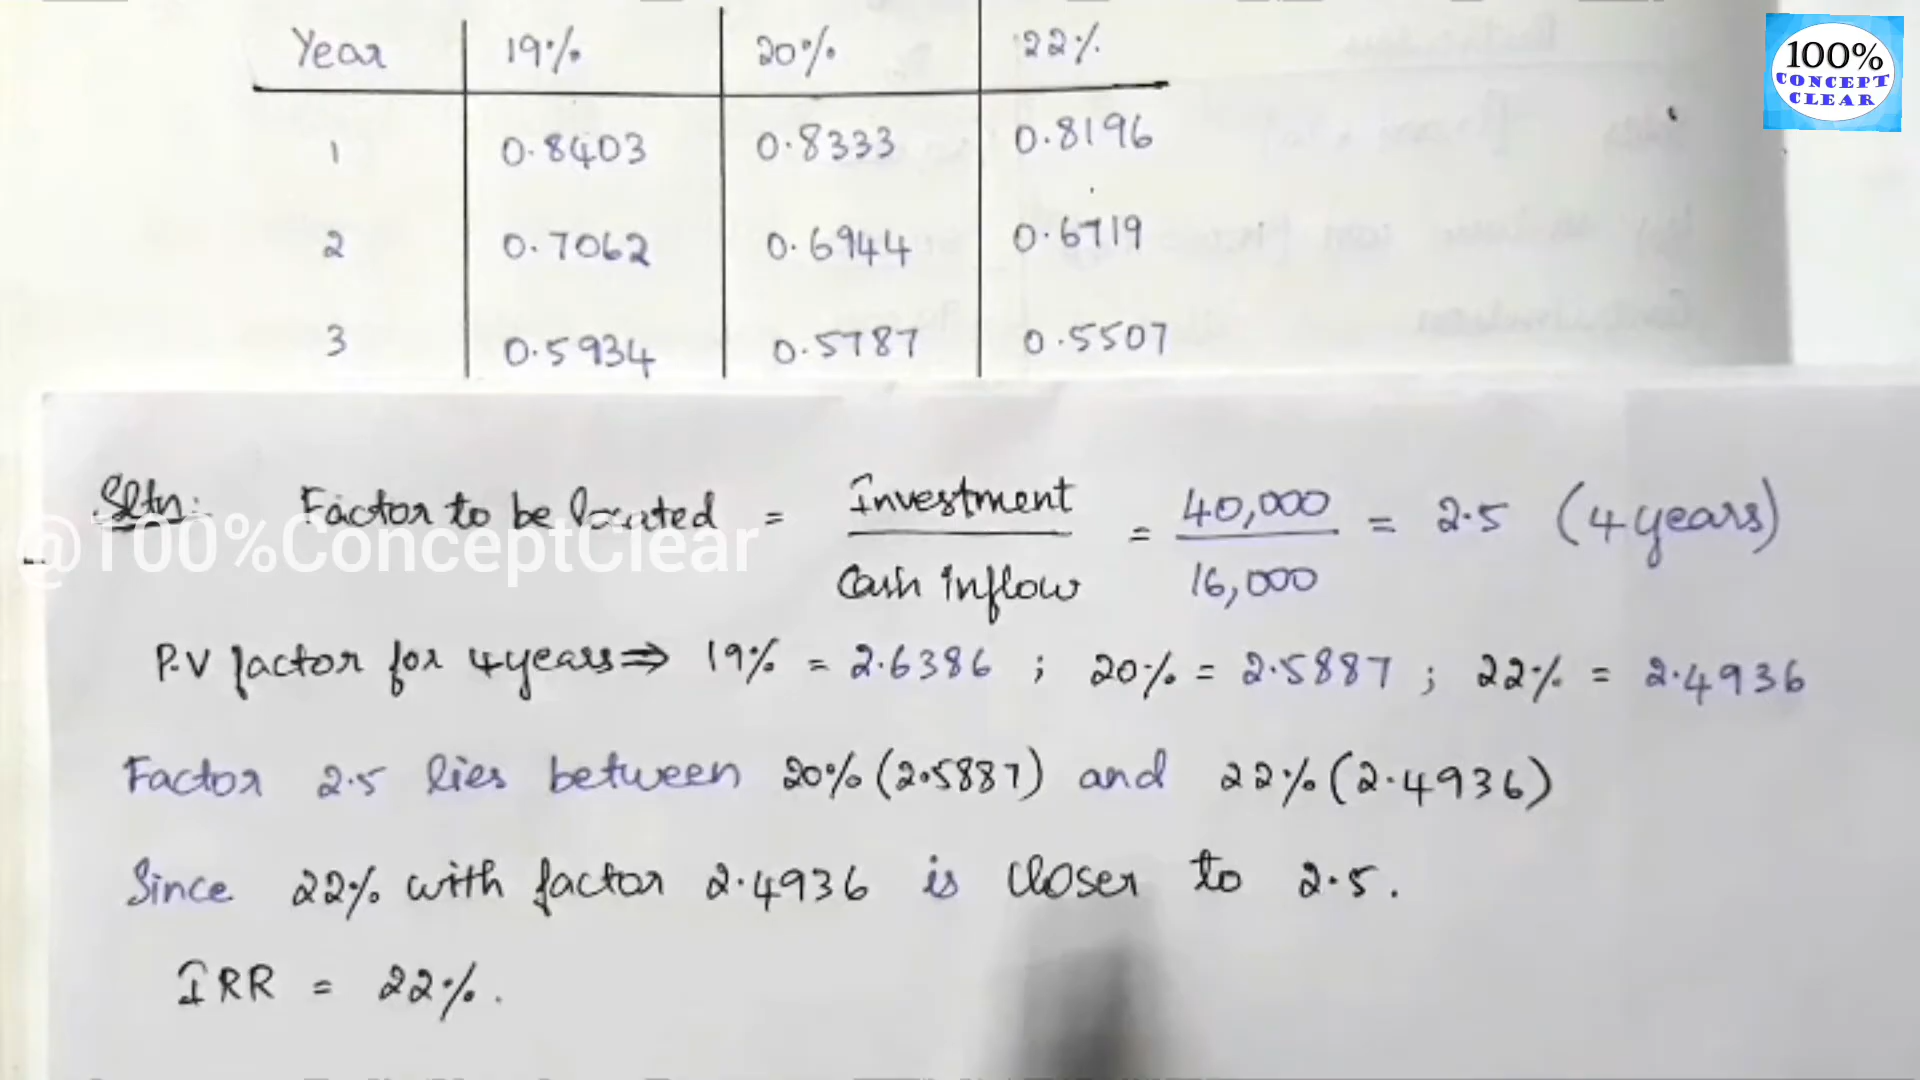 Year 19% 20% 22%
1 0.8403 0.8333 0.8196
2 0.7062 0.6944 0.6719
3 0.5934 0.5787 0.5507
100%
CONCEPT
CLEAR
Sltn: Factor to be located = Investment / Cash inflow = 40,000 / 16,000 = 2.5 (4 years)
@100%ConceptClear
P.V factor for 4 years ⇒ 19% = 2.6386 ; 20% = 2.5887 ; 22% = 2.4936
Factor 2.5 lies between 20% (2.5887) and 22% (2.4936)
Since 22% with factor 2.4936 is closer to 2.5.
IRR = 22%.